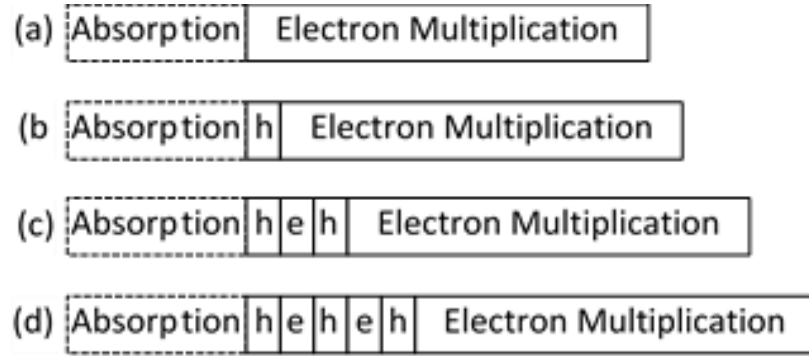 (a) Absorption Electron Multiplication
(b Absorption h Electron Multiplication
(c) Absorption h e h Electron Multiplication
(d) Absorption h e h e h Electron Multiplication